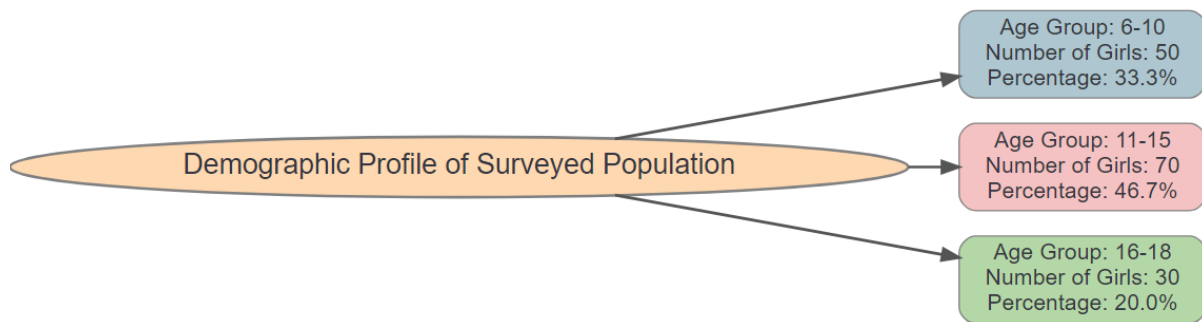 Demographic Profile of Surveyed Population
Age Group: 6-10
Number of Girls: 50
Percentage: 33.3%
Age Group: 11-15
Number of Girls: 70
Percentage: 46.7%
Age Group: 16-18
Number of Girls: 30
Percentage: 20.0%